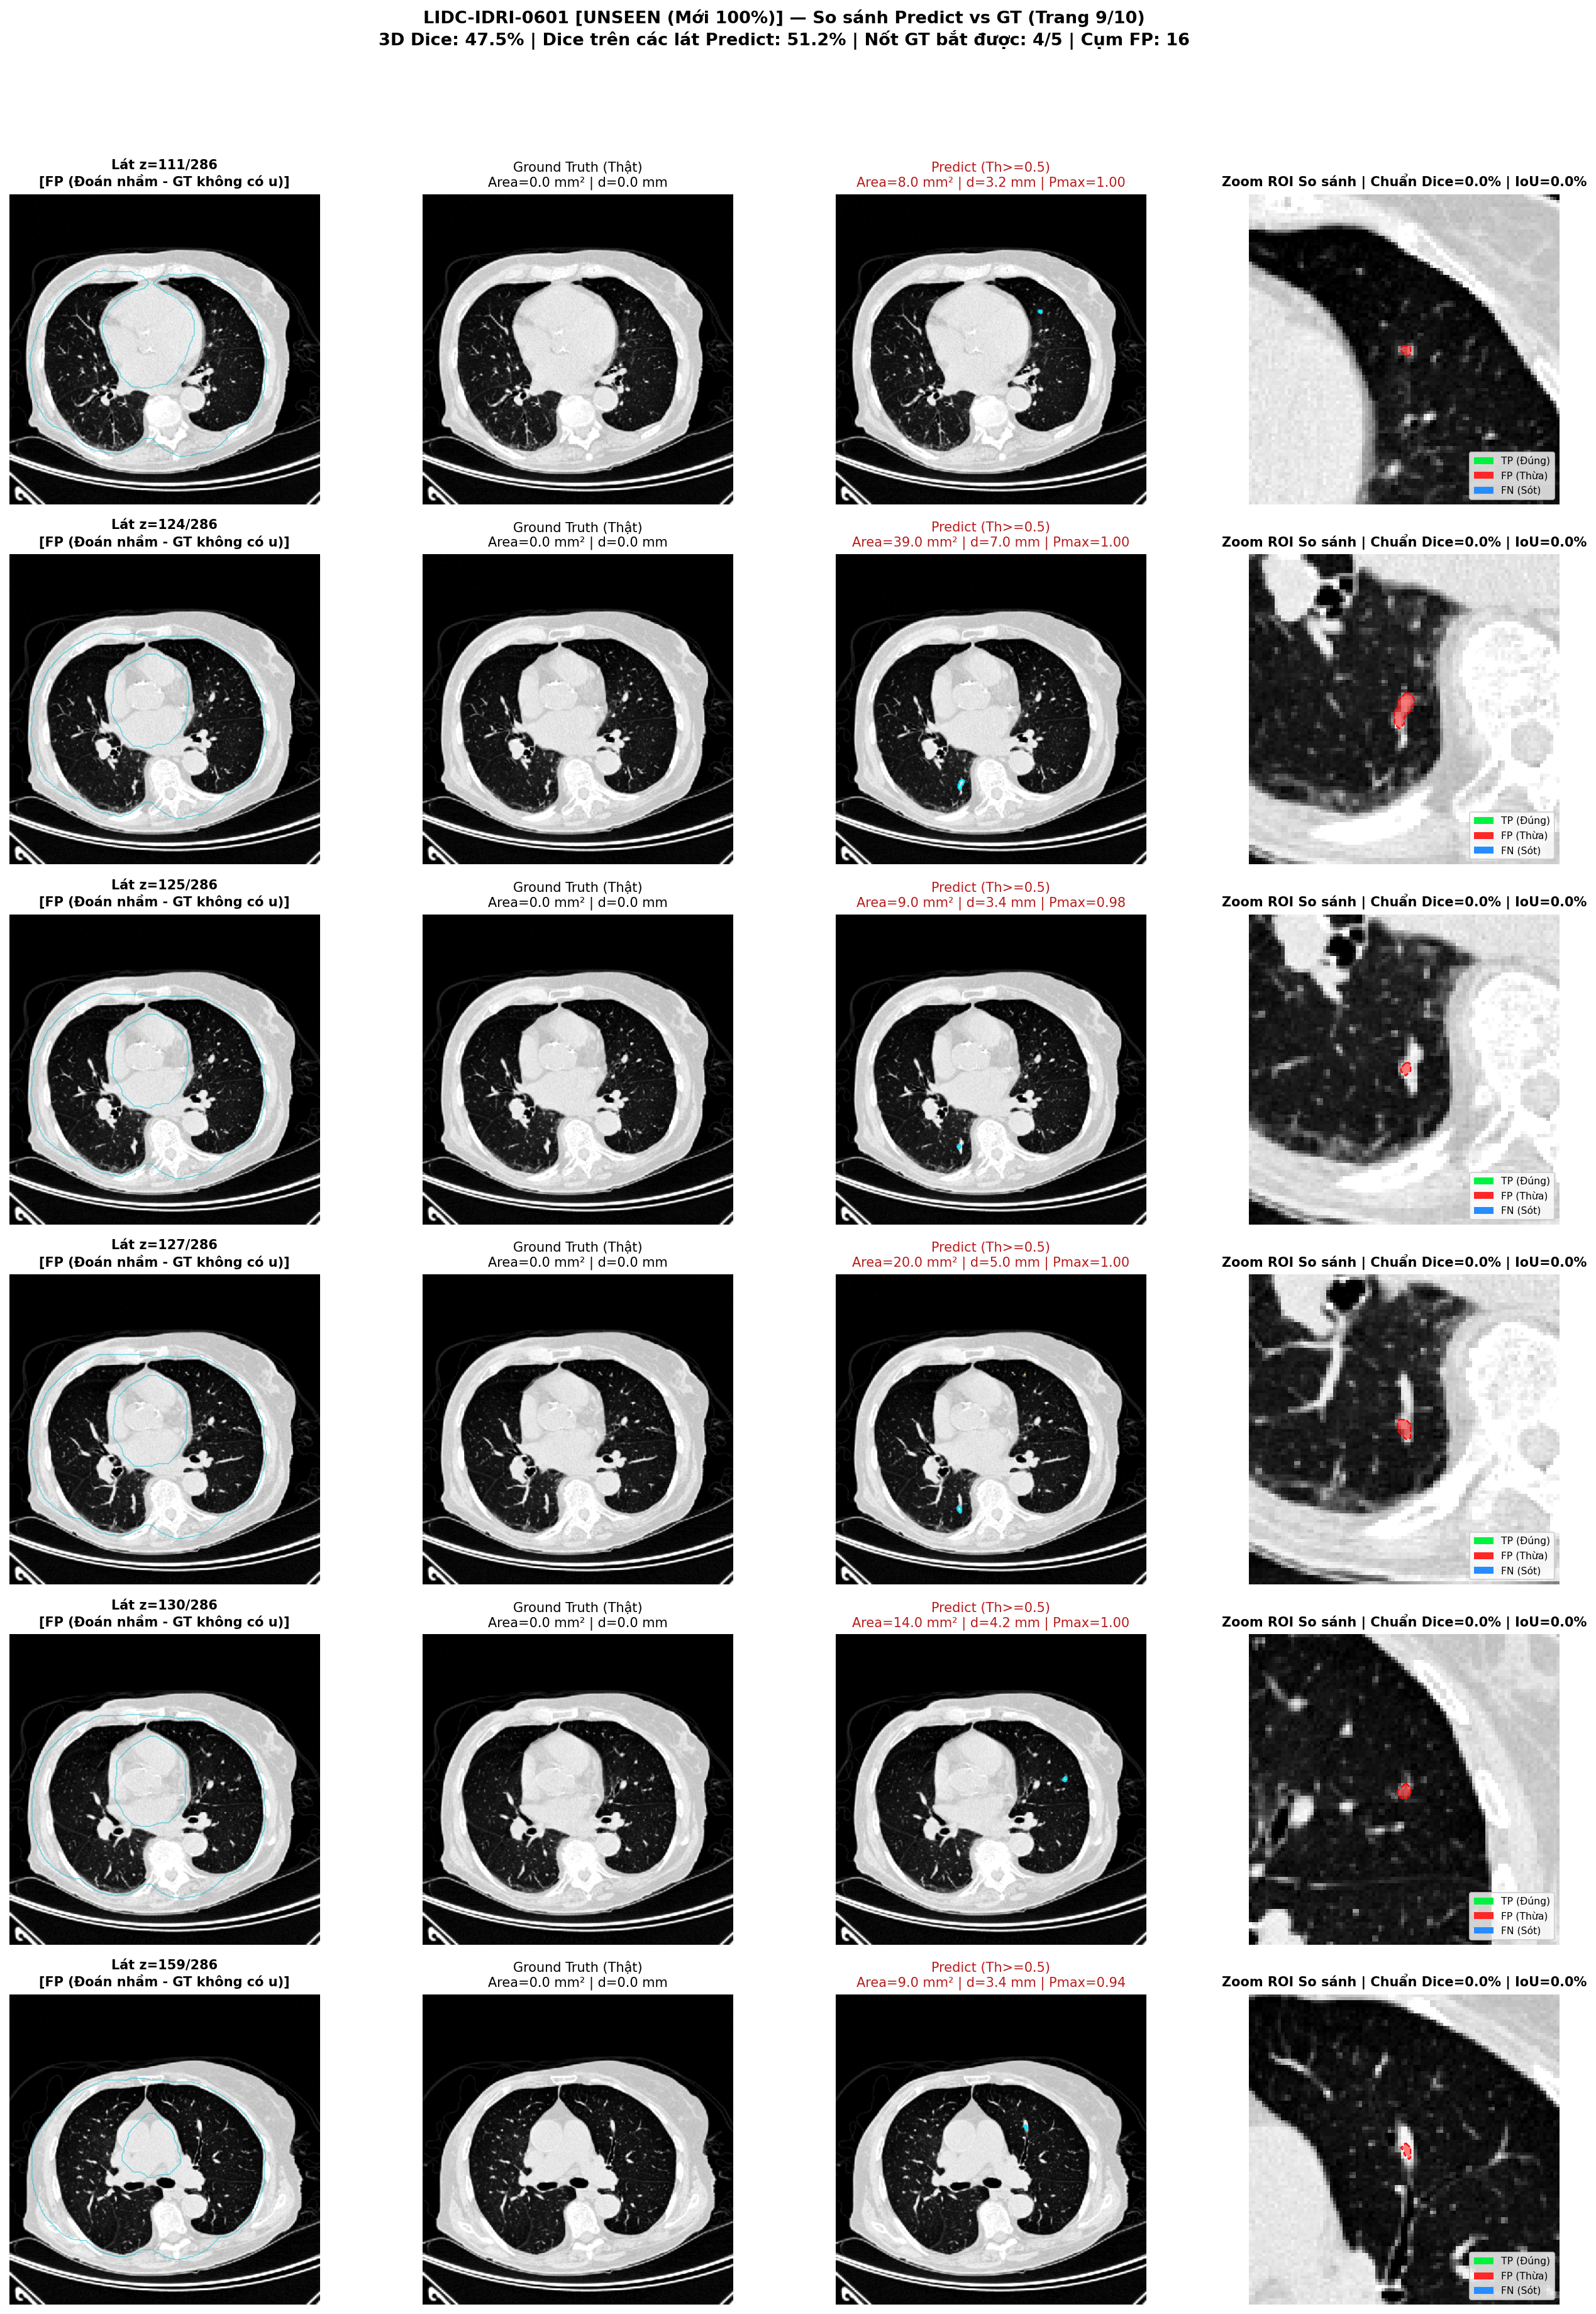 LIDC-IDRI-0601 [UNSEEN (Mới 100%)] — So sánh Predict vs GT (Trang 9/10)
3D Dice: 47.5% | Dice trên các lát Predict: 51.2% | Nốt GT bắt được: 4/5 | Cụm FP: 16
Lát z=111/286
[FP (Đoán nhầm - GT không có u)]
Ground Truth (Thật)
Area=0.0 mm² | d=0.0 mm
Predict (Th>=0.5)
Area=8.0 mm² | d=3.2 mm | Pmax=1.00
Zoom ROI So sánh | Chuẩn Dice=0.0% | IoU=0.0%
TP (Đúng)
FP (Thừa)
FN (Sót)
Lát z=124/286
[FP (Đoán nhầm - GT không có u)]
Ground Truth (Thật)
Area=0.0 mm² | d=0.0 mm
Predict (Th>=0.5)
Area=39.0 mm² | d=7.0 mm | Pmax=1.00
Zoom ROI So sánh | Chuẩn Dice=0.0% | IoU=0.0%
TP (Đúng)
FP (Thừa)
FN (Sót)
Lát z=125/286
[FP (Đoán nhầm - GT không có u)]
Ground Truth (Thật)
Area=0.0 mm² | d=0.0 mm
Predict (Th>=0.5)
Area=9.0 mm² | d=3.4 mm | Pmax=0.98
Zoom ROI So sánh | Chuẩn Dice=0.0% | IoU=0.0%
TP (Đúng)
FP (Thừa)
FN (Sót)
Lát z=127/286
[FP (Đoán nhầm - GT không có u)]
Ground Truth (Thật)
Area=0.0 mm² | d=0.0 mm
Predict (Th>=0.5)
Area=20.0 mm² | d=5.0 mm | Pmax=1.00
Zoom ROI So sánh | Chuẩn Dice=0.0% | IoU=0.0%
TP (Đúng)
FP (Thừa)
FN (Sót)
Lát z=130/286
[FP (Đoán nhầm - GT không có u)]
Ground Truth (Thật)
Area=0.0 mm² | d=0.0 mm
Predict (Th>=0.5)
Area=14.0 mm² | d=4.2 mm | Pmax=1.00
Zoom ROI So sánh | Chuẩn Dice=0.0% | IoU=0.0%
TP (Đúng)
FP (Thừa)
FN (Sót)
Lát z=159/286
[FP (Đoán nhầm - GT không có u)]
Ground Truth (Thật)
Area=0.0 mm² | d=0.0 mm
Predict (Th>=0.5)
Area=9.0 mm² | d=3.4 mm | Pmax=0.94
Zoom ROI So sánh | Chuẩn Dice=0.0% | IoU=0.0%
TP (Đúng)
FP (Thừa)
FN (Sót)